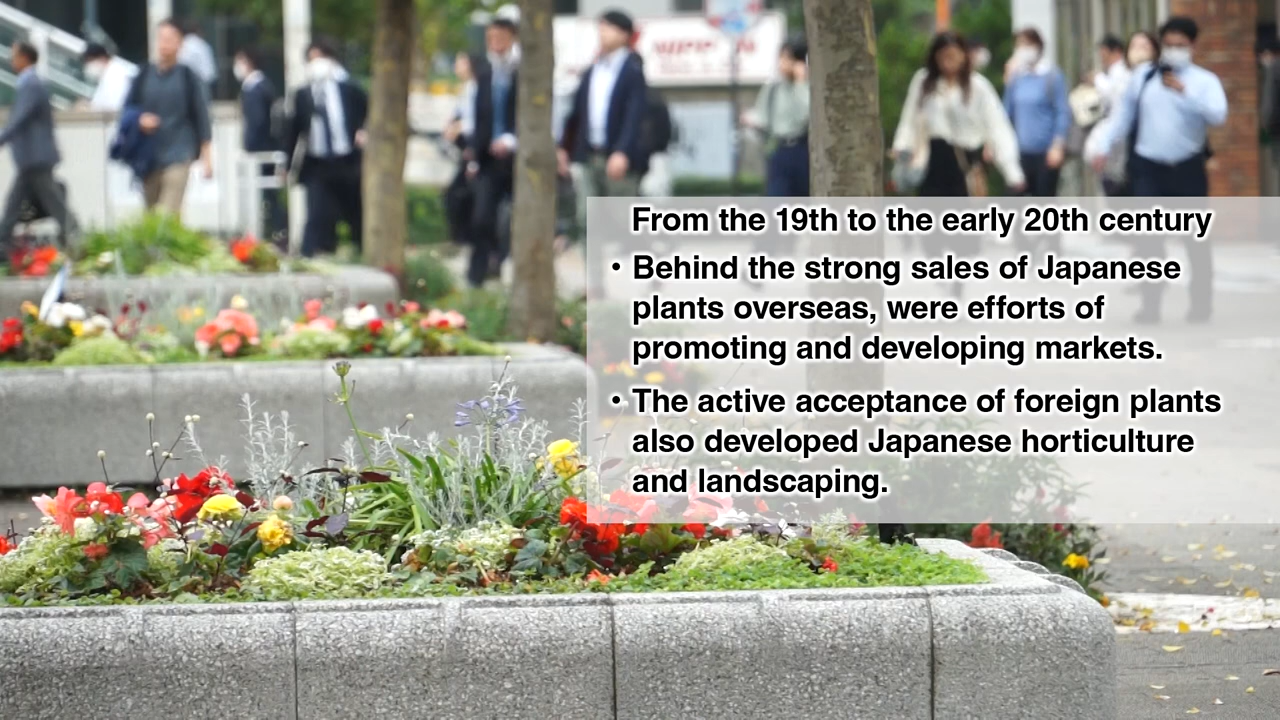 From the 19th to the early 20th century
• Behind the strong sales of Japanese
plants overseas, were efforts of
promoting and developing markets.
• The active acceptance of foreign plants
also developed Japanese horticulture
and landscaping.